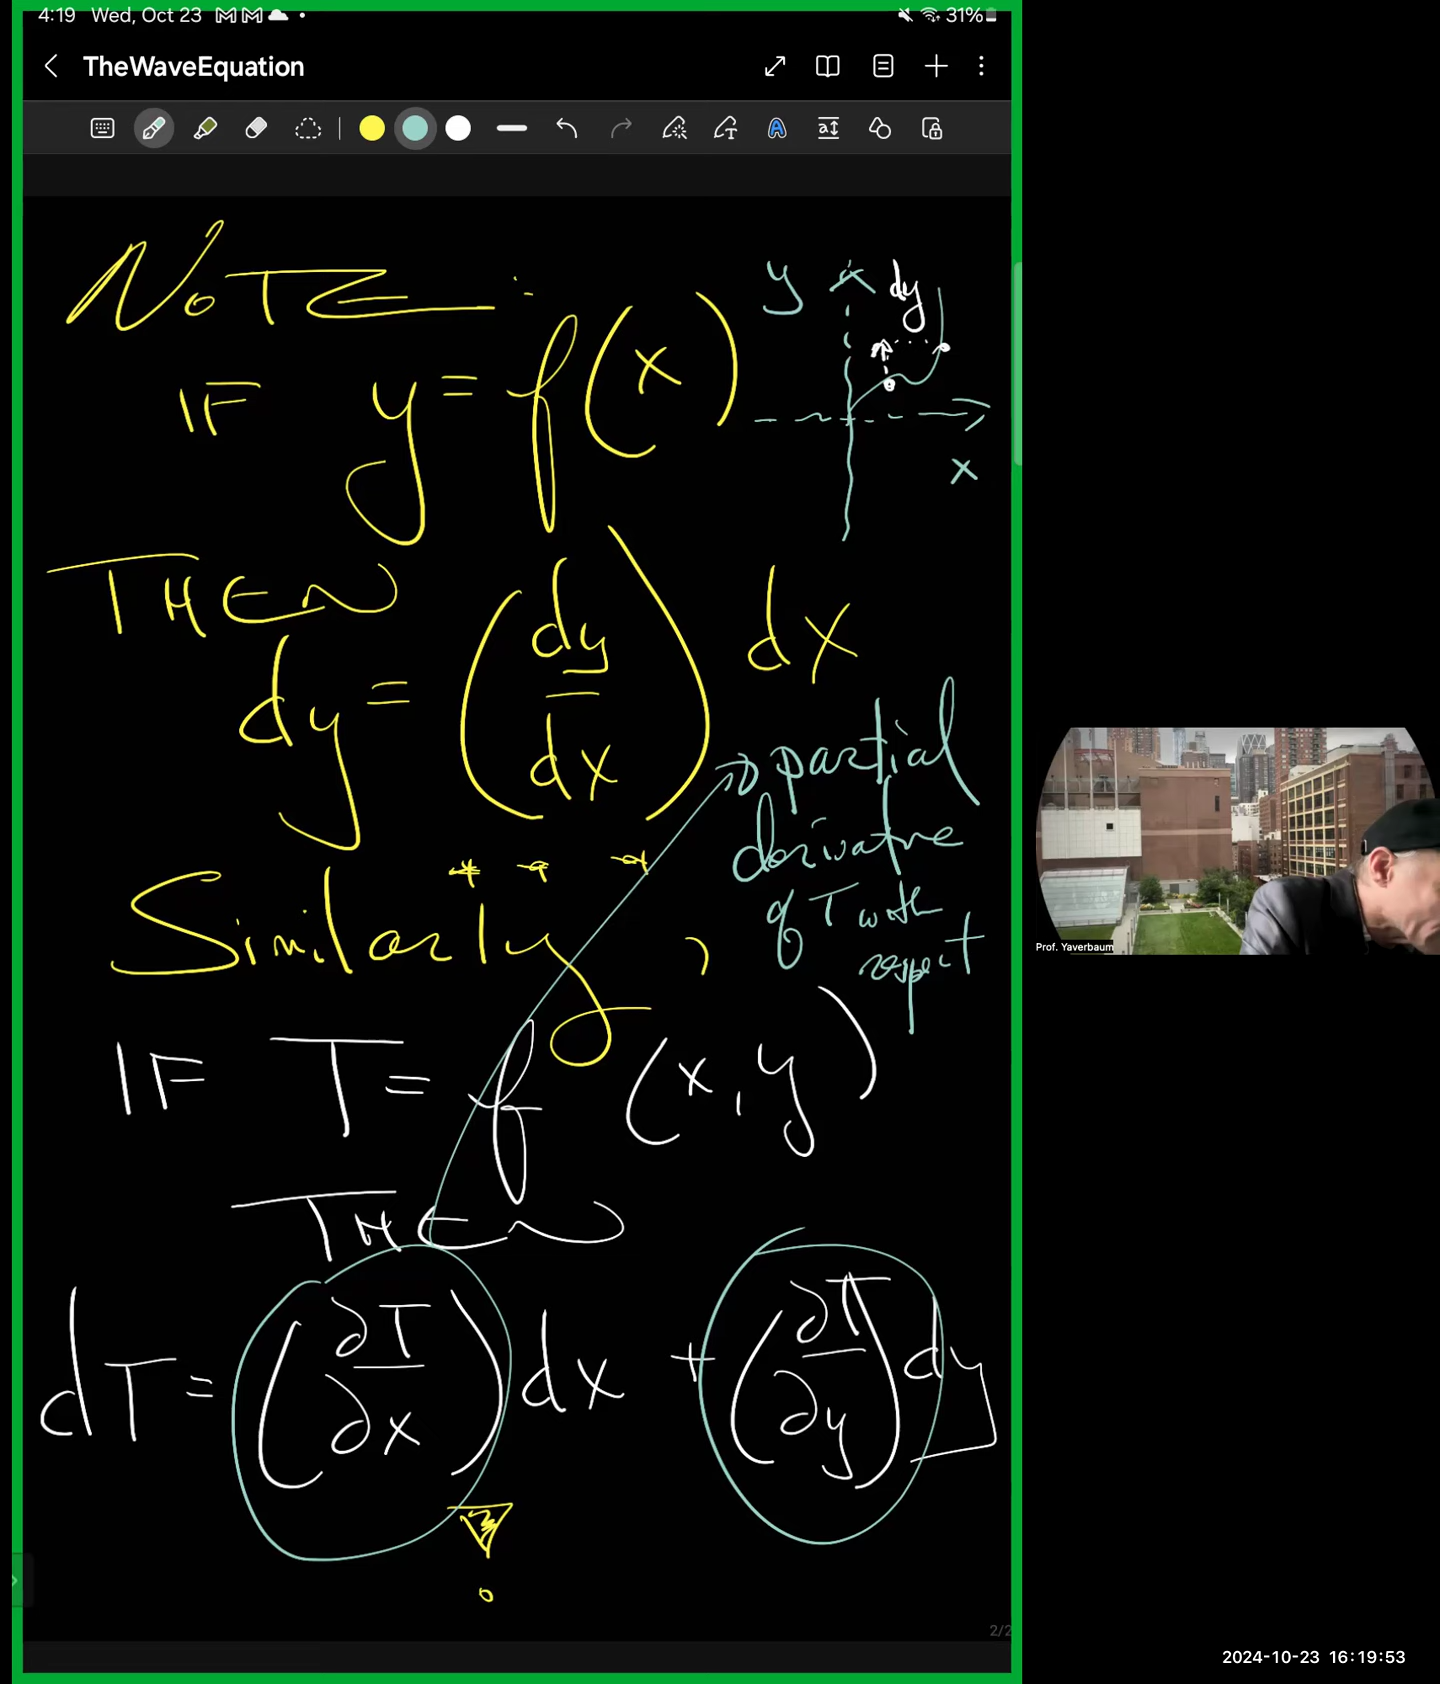 4:19 Wed, Oct 23
31%
TheWaveEquation
NOTE:
IF y = f(x)
y
dy
x
THEN
dy = (dy/dx) dx
partial
derivative
of T with
respect
Similarly,
IF T = f (x, y)
THEN
dT = (∂T/∂x) dx + (∂T/∂y) dy
2/2
Prof. Yaverbaum
2024-10-23 16:19:53